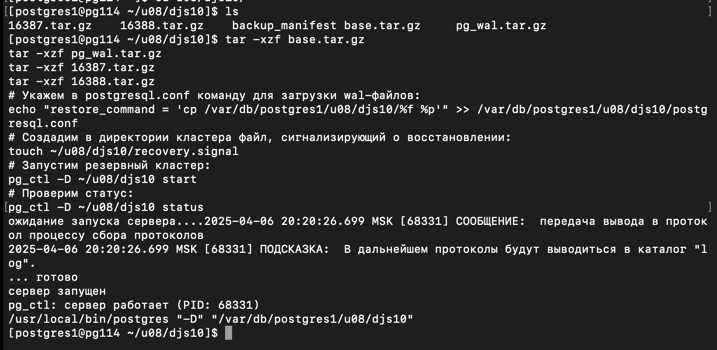 [postgres1@pg114 ~/u08/djs10]$ ls
16387.tar.gz    16388.tar.gz    backup_manifest base.tar.gz     pg_wal.tar.gz
[postgres1@pg114 ~/u08/djs10]$ tar -xzf base.tar.gz
tar -xzf pg_wal.tar.gz
tar -xzf 16387.tar.gz
tar -xzf 16388.tar.gz
# Укажем в postgresql.conf команду для загрузки wal-файлов:
echo "restore_command = 'cp /var/db/postgres1/u08/djs10/%f %p'" >> /var/db/postgres1/u08/djs10/postg
resql.conf
# Создадим в директории кластера файл, сигнализирующий о восстановлении:
touch ~/u08/djs10/recovery.signal
# Запустим резервный кластер:
pg_ctl -D ~/u08/djs10 start
# Проверим статус:
pg_ctl -D ~/u08/djs10 status
ожидание запуска сервера....2025-04-06 20:20:26.699 MSK [68331] СООБЩЕНИЕ:  передача вывода в проток
ол процессу сбора протоколов
2025-04-06 20:20:26.699 MSK [68331] ПОДСКАЗКА:  В дальнейшем протоколы будут выводиться в каталог "l
og".
... готово
сервер запущен
pg_ctl: сервер работает (PID: 68331)
/usr/local/bin/postgres "-D" "/var/db/postgres1/u08/djs10"
[postgres1@pg114 ~/u08/djs10]$